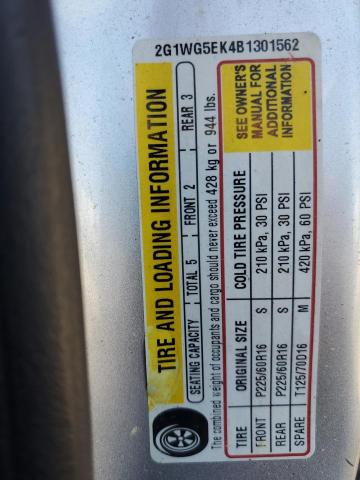 2G1WG5EK4B1301562
TIRE AND LOADING INFORMATION
SEATING CAPACITY TOTAL 5 FRONT 2 REAR 3
The combined weight of occupants and cargo should never exceed 428 kg or 944 lbs.
TIRE ORIGINAL SIZE COLD TIRE PRESSURE
FRONT P225/60R16 S 210 kPa, 30 PSI
REAR P225/60R16 S 210 kPa, 30 PSI
SPARE T125/70D16 M 420 kPa, 60 PSI
SEE OWNER'S
MANUAL FOR
ADDITIONAL
INFORMATION